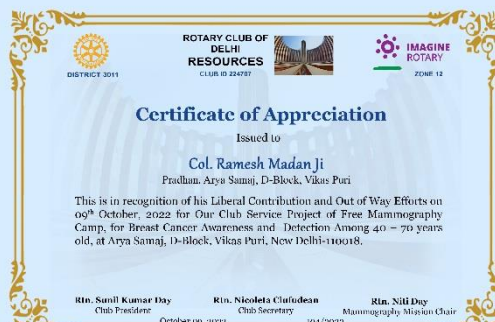 ROTARY CLUB OF
DELHI
RESOURCES
CLUB ID 224767
DISTRICT 3011
IMAGINE
ROTARY
ZONE 12
Certificate of Appreciation
Issued to
Col. Ramesh Madan Ji
Pradhan, Arya Samaj, D-Block, Vikas Puri
This is in recognition of his Liberal Contribution and Out of Way Efforts on
09th October, 2022 for Our Club Service Project of Free Mammography
Camp, for Breast Cancer Awareness and Detection Among 40 – 70 years
old, at Arya Samaj, D-Block, Vikas Puri, New Delhi-110018.
Rtn. Sunil Kumar Day Rtn. Nicoleta Ciufudean Rtn. Niti Day
Club President Club Secretary Mammography Mission Chair
October 09, 2022